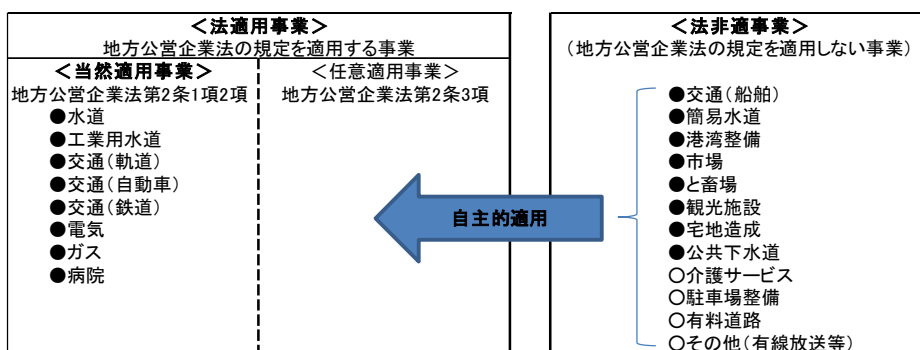 ＜法適用事業＞
地方公営企業法の規定を適用する事業
＜当然適用事業＞
地方公営企業法第2条1項2項
●水道
●工業用水道
●交通（軌道）
●交通（自動車）
●交通（鉄道）
●電気
●ガス
●病院
＜任意適用事業＞
地方公営企業法第2条3項
自主的適用
＜法非適事業＞
（地方公営企業法の規定を適用しない事業）
●交通（船舶）
●簡易水道
●港湾整備
●市場
●と畜場
●観光施設
●宅地造成
●公共下水道
○介護サービス
○駐車場整備
○有料道路
○その他（有線放送等）